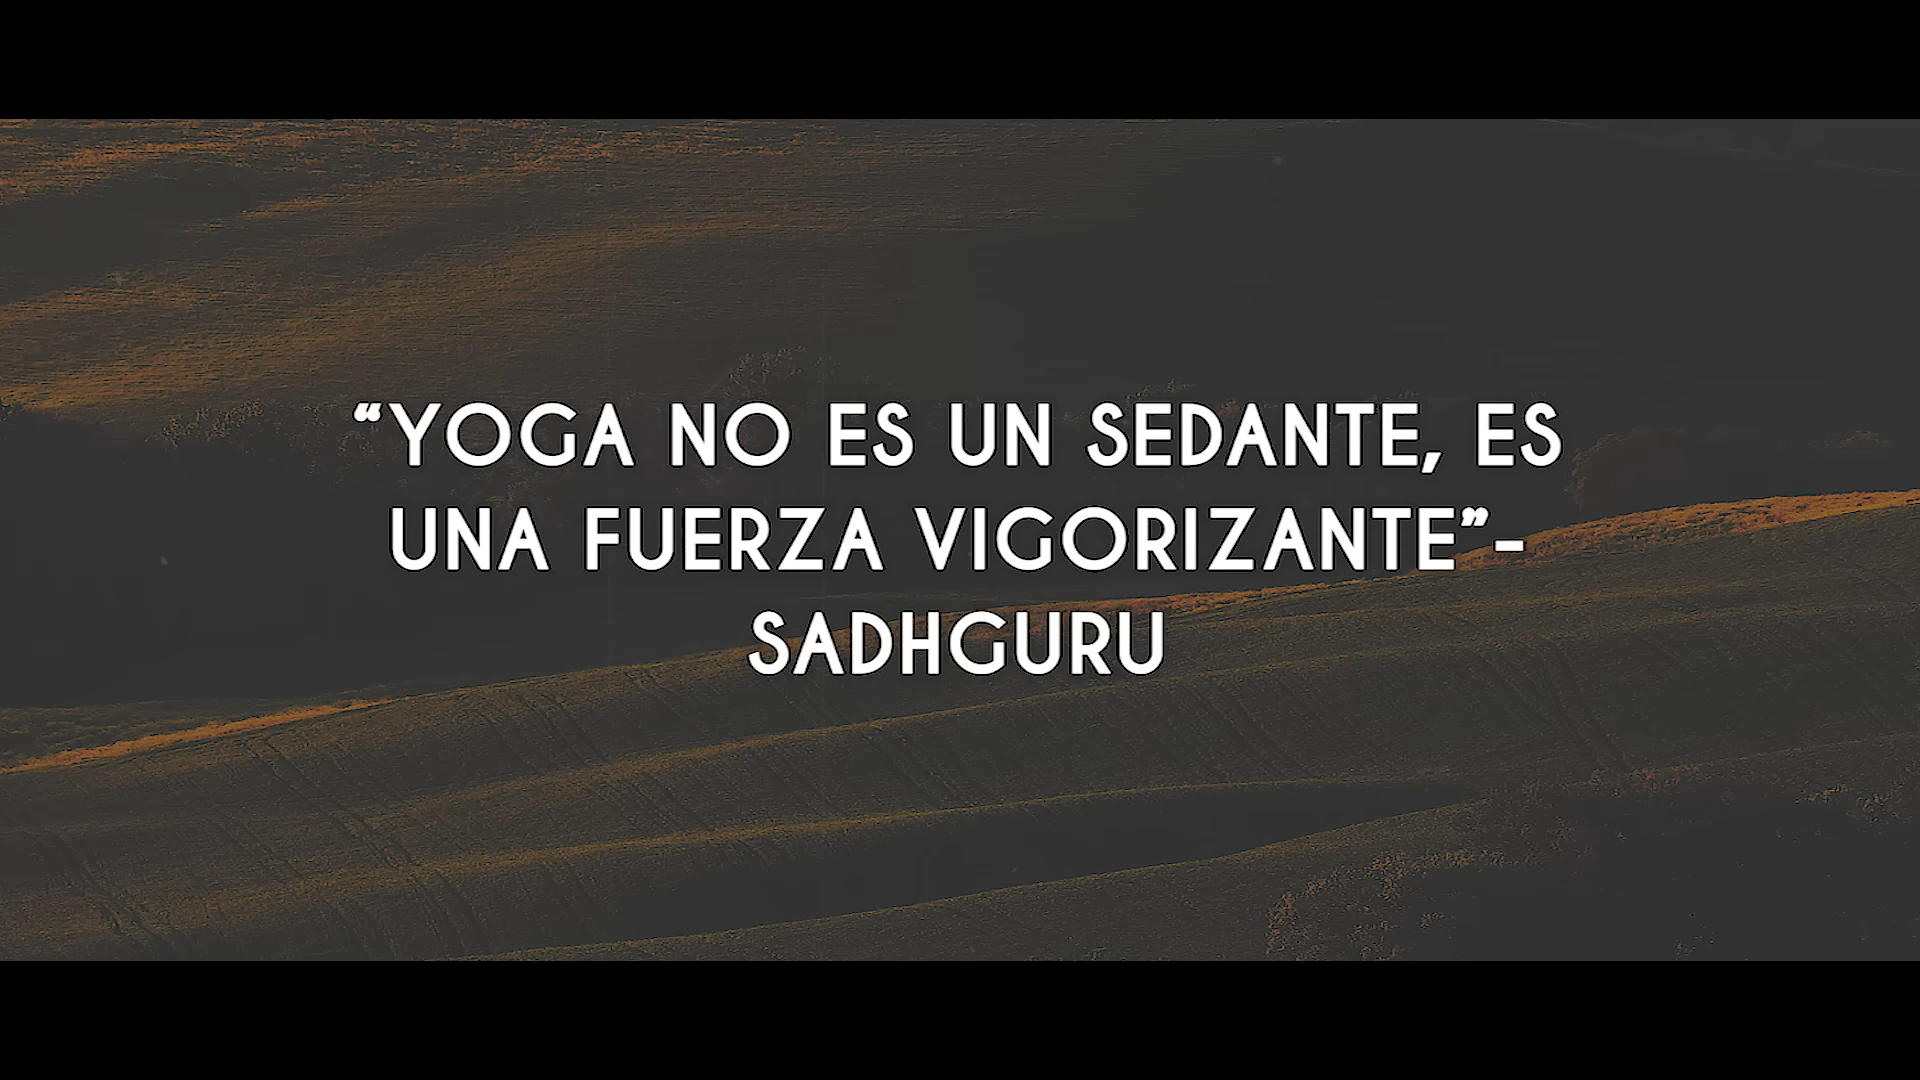 “YOGA NO ES UN SEDANTE, ES
UNA FUERZA VIGORIZANTE”-
SADHGURU